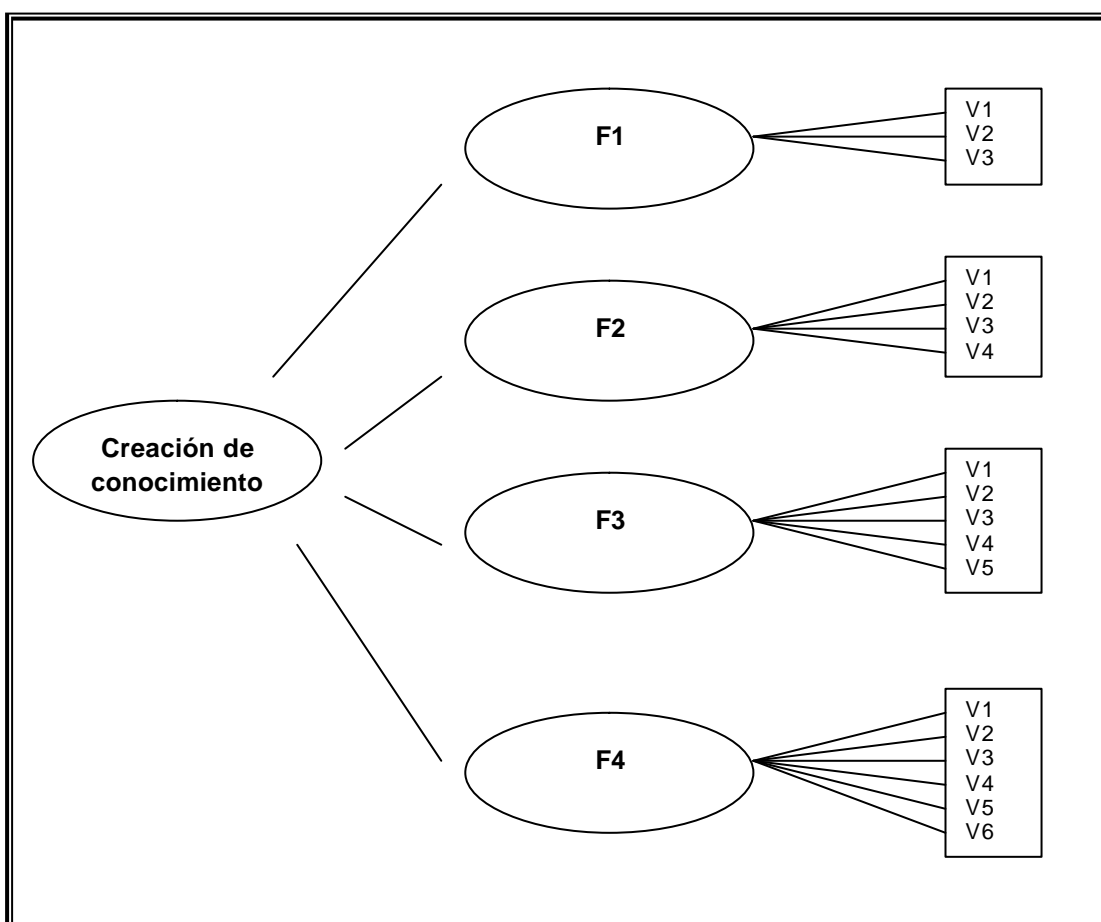 F1
V1
V2
V3
F2
V1
V2
V3
V4
Creación de
conocimiento
F3
V1
V2
V3
V4
V5
F4
V1
V2
V3
V4
V5
V6